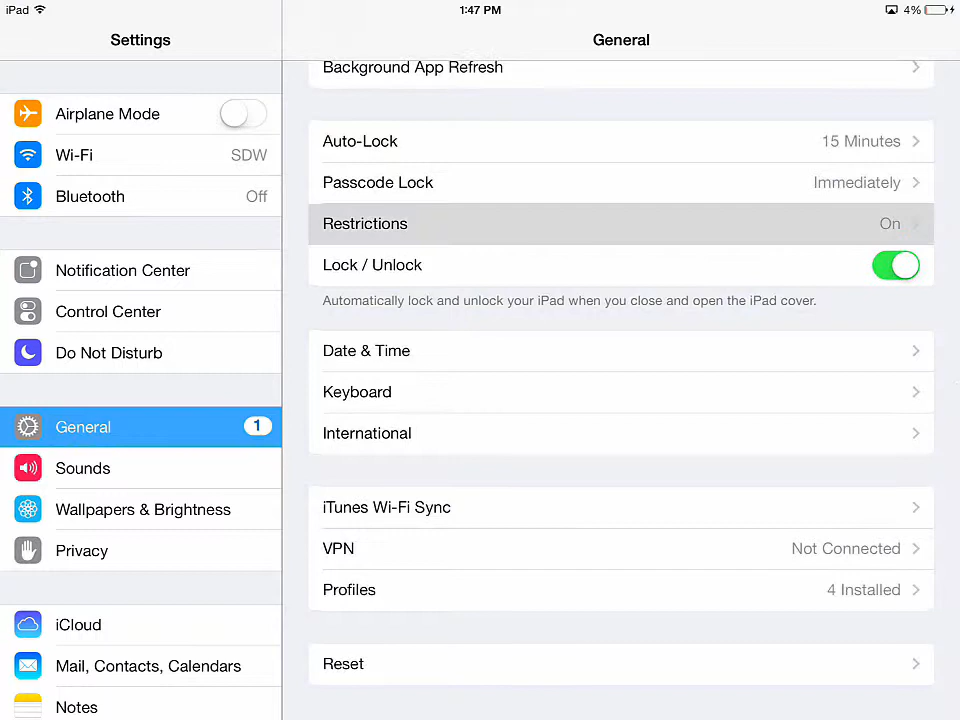 iPad 1:47 PM 4%
Settings
General
Airplane Mode
Wi-Fi SDW
Bluetooth Off
Notification Center
Control Center
Do Not Disturb
General 1
Sounds
Wallpapers & Brightness
Privacy
iCloud
Mail, Contacts, Calendars
Notes
Background App Refresh
Auto-Lock 15 Minutes
Passcode Lock Immediately
Restrictions On
Lock / Unlock
Automatically lock and unlock your iPad when you close and open the iPad cover.
Date & Time
Keyboard
International
iTunes Wi-Fi Sync
VPN Not Connected
Profiles 4 Installed
Reset